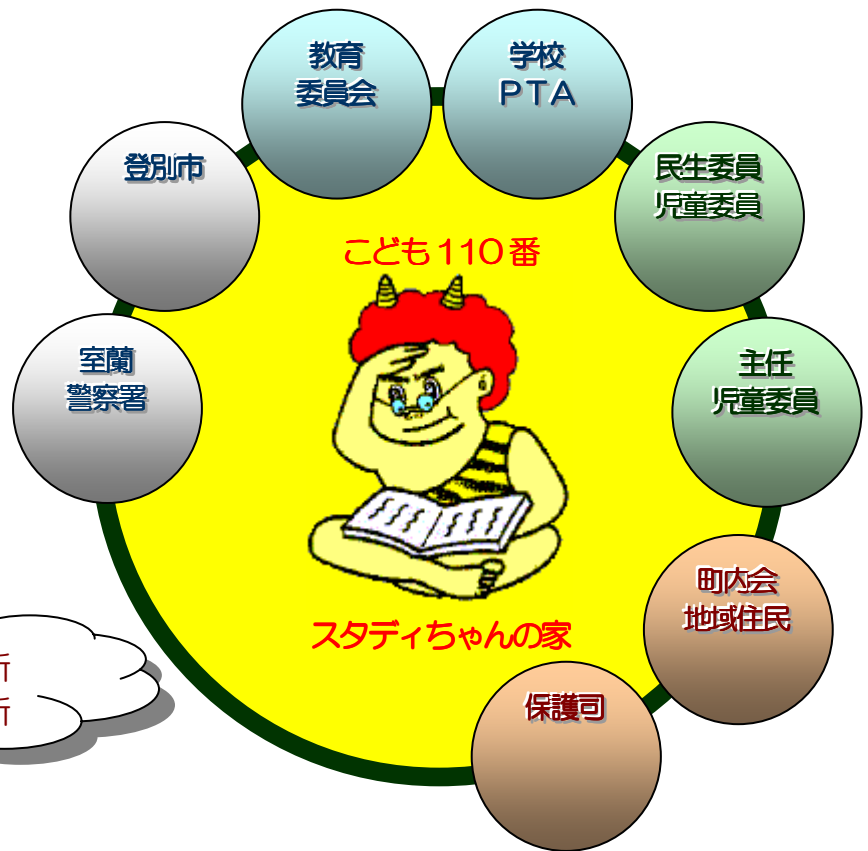 教育
委員会
学校
PTA
登別市
民生委員
児童委員
こども110番
室蘭
警察署
主任
児童委員
町内会
地域住民
スタディちゃんの家
所
所
保護司